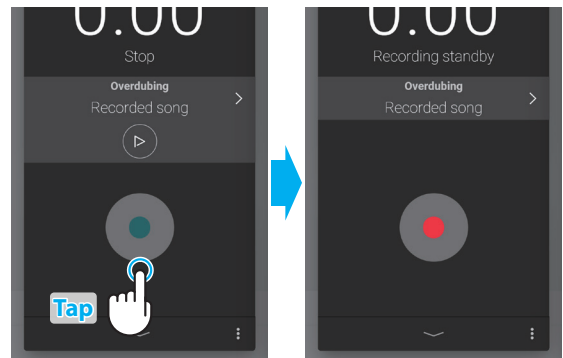 0.00
Stop
Overdubing
Recorded song
Tap
0.00
Recording standby
Overdubing
Recorded song